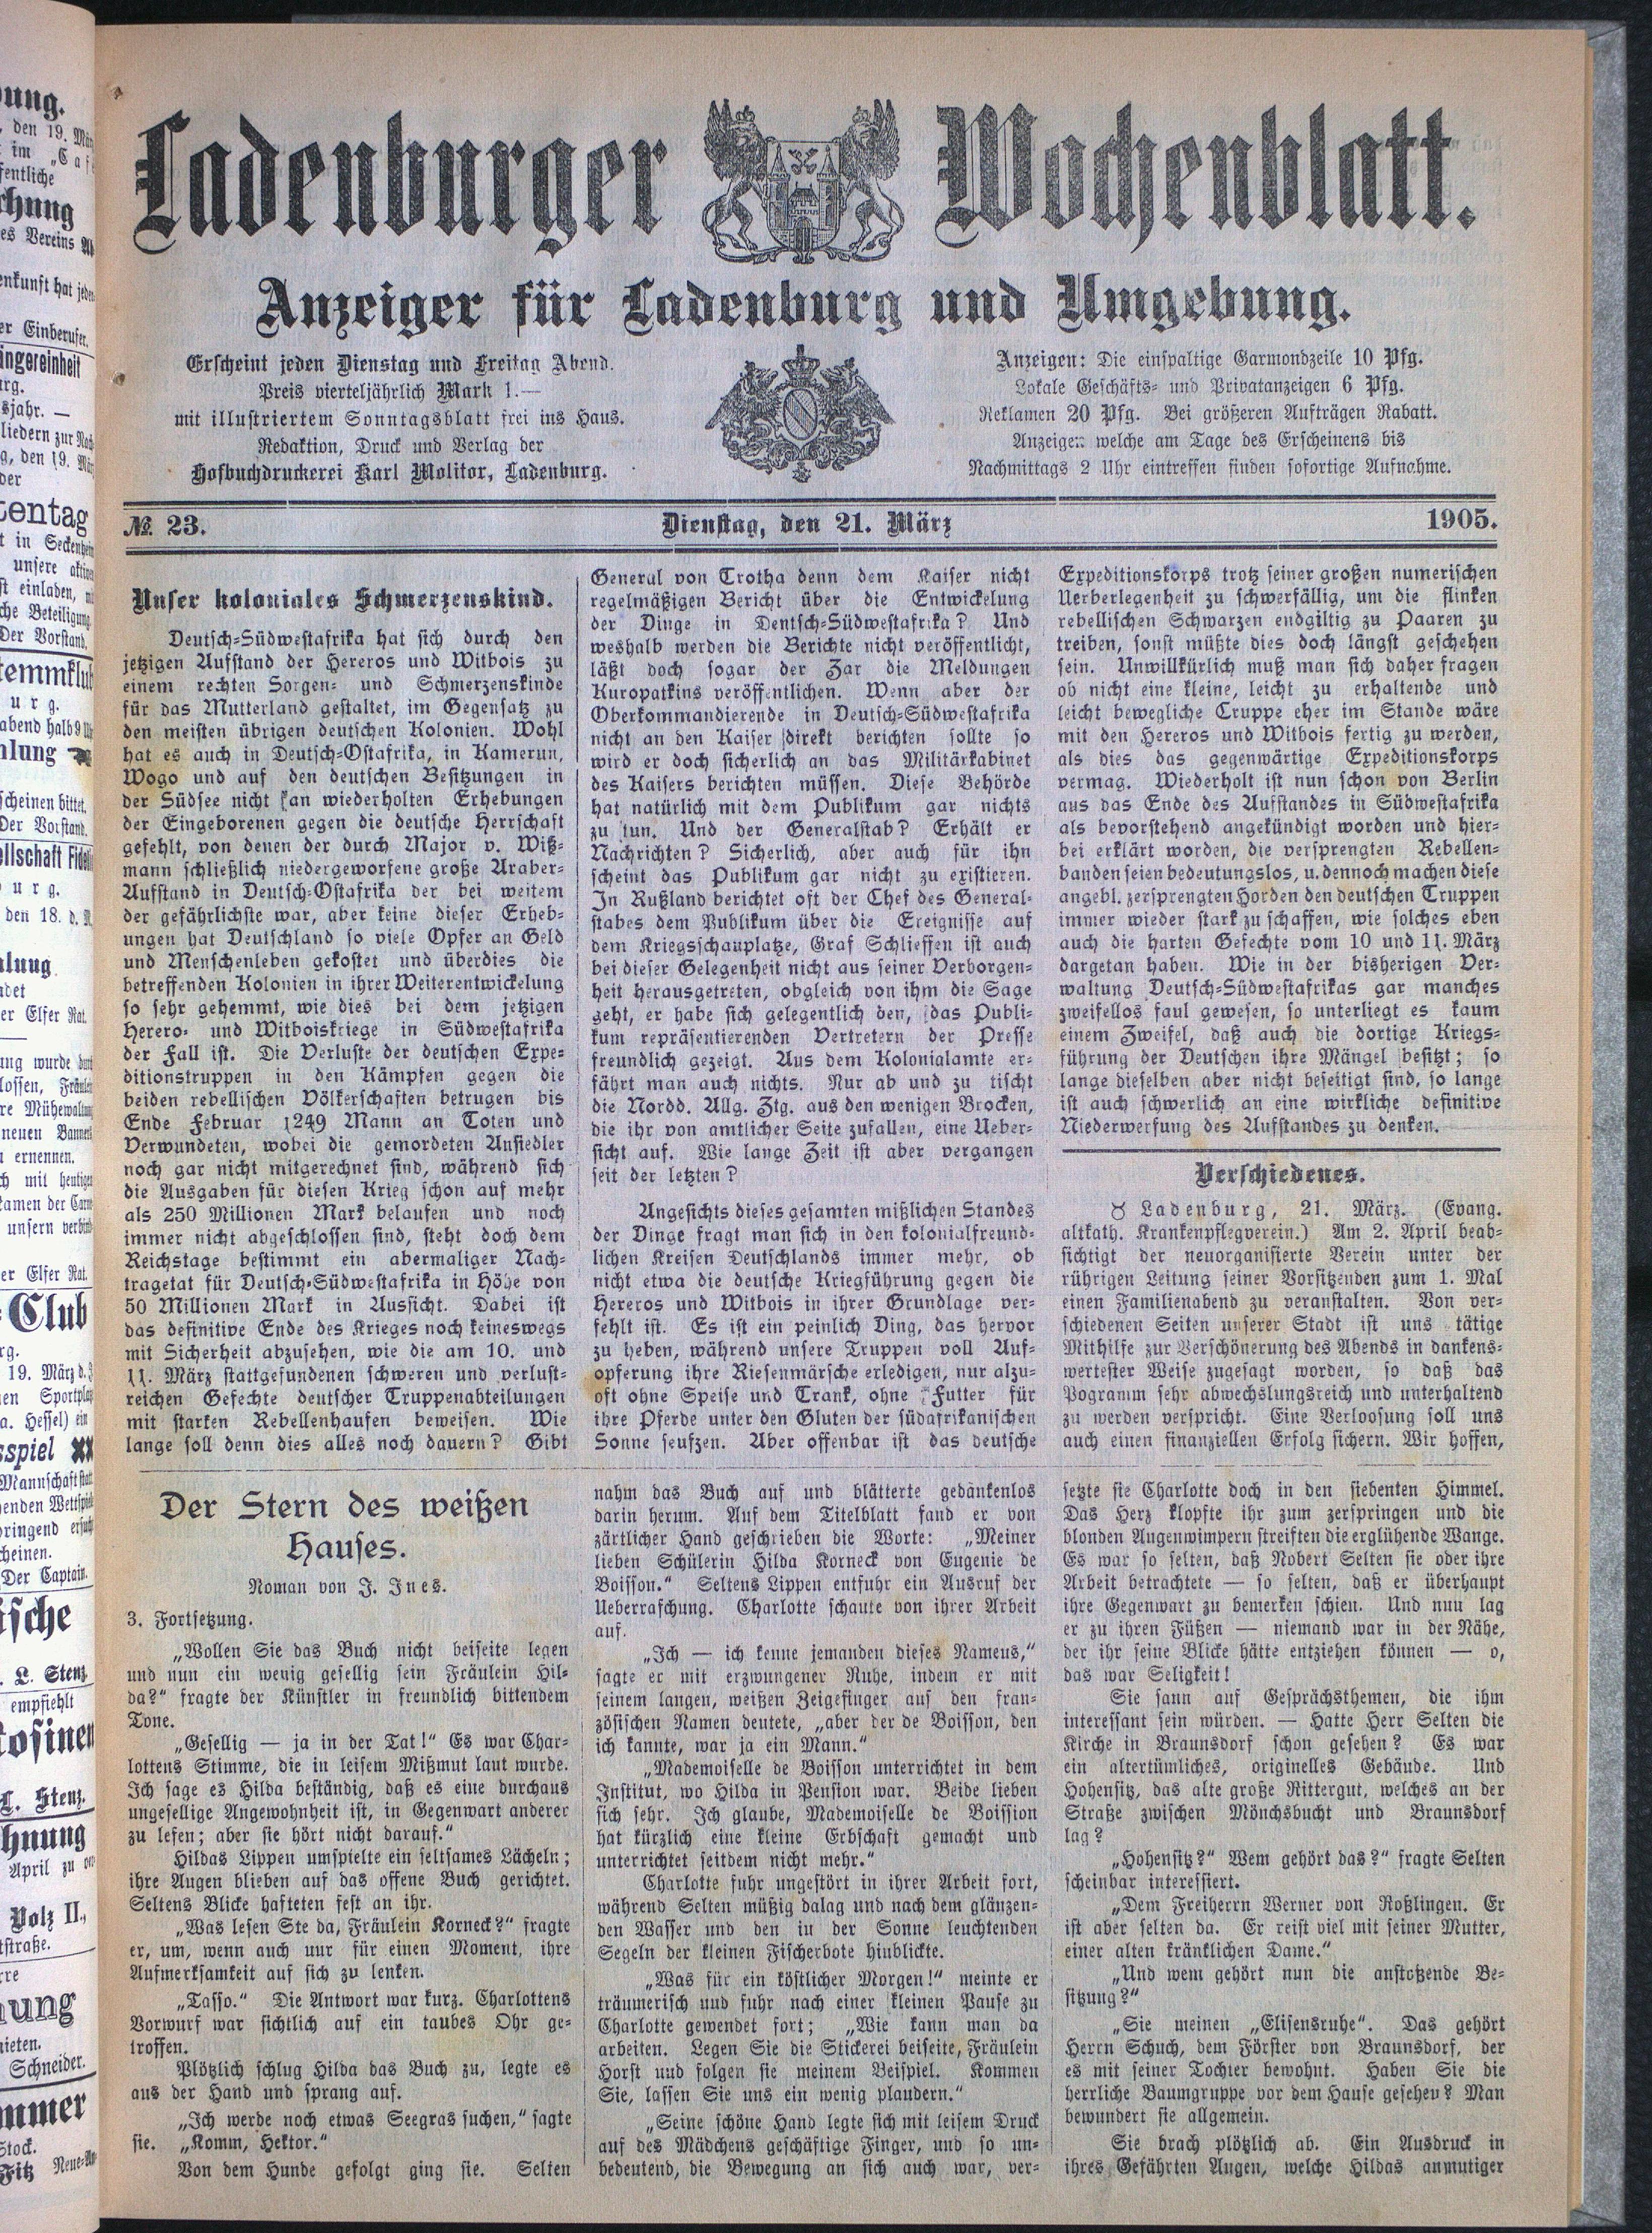 Ladenburger Wochenblatt.
Anzeiger für Ladenburg und Umgebung.
Erscheint jeden Dienstag und Freitag Abend.
Preis vierteljährlich Mark 1.—
mit illustriertem Sonntagsblatt frei ins Haus.
Redaktion, Druck und Verlag der
Hofbuchdruckerei Karl Molitor, Ladenburg.
Anzeigen: Die einspaltige Garmondzeile 10 Pfg.
Lokale Geschäfts- und Privatanzeigen 6 Pfg.
Reklamen 20 Pfg. Bei größeren Aufträgen Rabatt.
Anzeigen welche am Tage des Erscheinens bis
Nachmittags 2 Uhr eintreffen finden sofortige Aufnahme.
№ 23. Dienstag, den 21. März 1905.
Unser koloniales Schmerzenskind.
Deutsch-Südwestafrika hat sich durch den
jetzigen Aufstand der Hereros und Witbois zu
einem rechten Sorgen- und Schmerzenskinde
für das Mutterland gestaltet, im Gegensatz zu
den meisten übrigen deutschen Kolonien. Wohl
hat es auch in Deutsch-Ostafrika, in Kamerun,
Wogo und auf den deutschen Besitzungen in
der Südsee nicht an wiederholten Erhebungen
der Eingeborenen gegen die deutsche Herrschaft
gefehlt, von denen der durch Major v. Wiß-
mann schließlich niedergeworfene große Araber-
Aufstand in Deutsch-Ostafrika der bei weitem
der gefährlichste war, aber keine dieser Erheb-
ungen hat Deutschland so viele Opfer an Geld
und Menschenleben gekostet und überdies die
betreffenden Kolonien in ihrer Weiterentwickelung
so sehr gehemmt, wie dies bei dem jetzigen
Herero- und Witboiskriege in Südwestafrika
der Fall ist. Die Verluste der deutschen Expe-
ditionstruppen in den Kämpfen gegen die
beiden rebellischen Völkerschaften betrugen bis
Ende Februar 1249 Mann an Toten und
Verwundeten, wobei die gemordeten Ansiedler
noch gar nicht mitgerechnet sind, während sich
die Ausgaben für diesen Krieg schon auf mehr
als 250 Millionen Mark belaufen und noch
immer nicht abgeschlossen sind, steht doch dem
Reichstage bestimmt ein abermaliger Nach-
tragetat für Deutsch-Südwestafrika in Höhe von
50 Millionen Mark in Aussicht. Dabei ist
das definitive Ende des Krieges noch keineswegs
mit Sicherheit abzusehen, wie die am 10. und
11. März stattgefundenen schweren und verlust-
reichen Gefechte deutscher Truppenabteilungen
mit starken Rebellenhaufen beweisen. Wie
lange soll denn dies alles noch dauern? Gibt
General von Trotha denn dem Kaiser nicht
regelmäßigen Bericht über die Entwickelung
der Dinge in Dentsch-Südwestafrika? Und
weshalb werden die Berichte nicht veröffentlicht,
läßt doch sogar der Zar die Meldungen
Kuropatkins veröffentlichen. Wenn aber der
Oberkommandierende in Deutsch-Südwestafrika
nicht an den Kaiser direkt berichten sollte so
wird er doch sicherlich an das Militärkabinet
des Kaisers berichten müssen. Diese Behörde
hat natürlich mit dem Publikum gar nichts
zu tun. Und der Generalstab? Erhält er
Nachrichten? Sicherlich, aber auch für ihn
scheint das Publikum gar nicht zu existieren.
In Rußland berichtet oft der Chef des General-
stabes dem Publikum über die Ereignisse auf
dem Kriegsschauplatze, Graf Schlieffen ist auch
bei dieser Gelegenheit nicht aus seiner Verborgen-
heit herausgetreten, obgleich von ihm die Sage
geht, er habe sich gelegentlich den, das Publi-
kum repräsentierenden Vertretern der Presse
freundlich gezeigt. Aus dem Kolonialamte er-
fährt man auch nichts. Nur ab und zu tischt
die Nordd. Allg. Ztg. aus den wenigen Brocken,
die ihr von amtlicher Seite zufallen, eine Ueber-
sicht auf. Wie lange Zeit ist aber vergangen
seit der letzten?
Angesichts dieses gesamten mißlichen Standes
der Dinge fragt man sich in den kolonialfreund-
lichen Kreisen Deutschlands immer mehr, ob
nicht etwa die deutsche Kriegführung gegen die
Hereros und Witbois in ihrer Grundlage ver-
fehlt ist. Es ist ein peinlich Ding, das hervor
zu heben, während unsere Truppen voll Auf-
opferung ihre Riesenmärsche erledigen, nur alzu-
oft ohne Speise und Trank, ohne Futter für
ihre Pferde unter den Gluten der südafrikanischen
Sonne seufzen. Aber offenbar ist das deutsche
Expeditionskorps trotz seiner großen numerischen
Uerberlegenheit zu schwerfällig, um die flinken
rebellischen Schwarzen endgiltig zu Paaren zu
treiben, sonst müßte dies doch längst geschehen
sein. Unwillkürlich muß man sich daher fragen
ob nicht eine kleine, leicht zu erhaltende und
leicht bewegliche Truppe eher im Stande wäre
mit den Hereros und Witbois fertig zu werden,
als dies das gegenwärtige Expeditionskorps
vermag. Wiederholt ist nun schon von Berlin
aus das Ende des Aufstandes in Südwestafrika
als bevorstehend angekündigt worden und hier-
bei erklärt worden, die versprengten Rebellen-
banden seien bedeutungslos, u. dennoch machen diese
angebl. zersprengten Horden den deutschen Truppen
immer wieder stark zu schaffen, wie solches eben
auch die harten Gefechte vom 10 und 11. März
dargetan haben. Wie in der bisherigen Ver-
waltung Deutsch-Südwestafrikas gar manches
zweifellos faul gewesen, so unterliegt es kaum
einem Zweifel, daß auch die dortige Kriegs-
führung der Deutschen ihre Mängel besitzt; so
lange dieselben aber nicht beseitigt sind, so lange
ist auch schwerlich an eine wirkliche definitive
Niederwerfung des Aufstandes zu denken.
Verschiedenes.
♉ Ladenburg, 21. März. (Evang.
altkath. Krankenpflegverein.) Am 2. April beab-
sichtigt der neuorganisierte Verein unter der
rührigen Leitung seiner Vorsitzenden zum 1. Mal
einen Familienabend zu veranstalten. Von ver-
schiedenen Seiten unserer Stadt ist uns tätige
Mithilfe zur Verschönerung des Abends in dankens-
wertester Weise zugesagt worden, so daß das
Pogramm sehr abwechslungsreich und unterhaltend
zu werden verspricht. Eine Verloosung soll uns
auch einen finanziellen Erfolg sichern. Wir hoffen,
Der Stern des weißen
Hauses.
Roman von J. Ines.
3. Fortsetzung.
„Wollen Sie das Buch nicht beiseite legen
und nun ein wenig gesellig sein Fräulein Hil-
da?“ fragte der Künstler in freundlich bittendem
Tone.
„Gesellig — ja in der Tat!“ Es war Char-
lottens Stimme, die in leisem Mißmut laut wurde.
Ich sage es Hilda beständig, daß es eine durchaus
ungesellige Angewohnheit ist, in Gegenwart anderer
zu lesen; aber sie hört nicht darauf.“
Hildas Lippen umspielte ein seltsames Lächeln;
ihre Augen blieben auf das offene Buch gerichtet.
Seltens Blicke hafteten fest an ihr.
„Was lesen Ste da, Fräulein Korneck?“ fragte
er, um, wenn auch uur für einen Moment, ihre
Aufmerksamkeit auf sich zu lenken.
„Tasso.“ Die Antwort war kurz. Charlottens
Vorwurf war sichtlich auf ein taubes Ohr ge-
troffen.
Plötzlich schlug Hilda das Buch zu, legte es
aus der Hand und sprang auf.
„Ich werde noch etwas Seegras suchen,“ sagte
sie. „Komm, Hektor.“
Von dem Hunde gefolgt ging sie. Selten
nahm das Buch auf und blätterte gedankenlos
darin herum. Auf dem Titelblatt fand er von
zärtlicher Hand geschrieben die Worte: „Meiner
lieben Schülerin Hilda Korneck von Eugenie de
Boisson.“ Seltens Lippen entfuhr ein Ausruf der
Ueberraschung. Charlotte schaute von ihrer Arbeit
auf.
„Ich — ich kenne jemanden dieses Nameus,“
sagte er mit erzwungener Ruhe, indem er mit
seinem langen, weißen Zeigefinger auf den fran-
zösischen Namen deutete, „aber der de Boisson, den
ich kannte, war ja ein Mann.“
„Mademoiselle de Boisson unterrichtet in dem
Institut, wo Hilda in Pension war. Beide lieben
sich sehr. Ich glaube, Mademoiselle de Boission
hat kürzlich eine kleine Erbschaft gemacht und
unterrichtet seitdem nicht mehr.“
Charlotte fuhr ungestört in ihrer Arbeit fort,
während Selten müßig dalag und nach dem glänzen-
den Wasser und den in der Sonne leuchtenden
Segeln der kleinen Fischerbote hinblickte.
„Was für ein köstlicher Morgen!“ meinte er
träumerisch und fuhr nach einer kleinen Pause zu
Charlotte gewendet fort; „Wie kann man da
arbeiten. Legen Sie die Stickerei beiseite, Fräulein
Horst und folgen sie meinem Beispiel. Kommen
Sie, lassen Sie uns ein wenig plaudern.“
„Seine schöne Hand legte sich mit leisem Druck
auf des Mädchens geschäftige Finger, und so un-
bedeutend, die Bewegung an sich auch war, ver-
setzte sie Charlotte doch in den siebenten Himmel.
Das Herz klopfte ihr zum zerspringen und die
blonden Augenwimpern streiften die erglühende Wange.
Es war so selten, daß Robert Selten sie oder ihre
Arbeit betrachtete — so selten, daß er überhaupt
ihre Gegenwart zu bemerken schien. Und nun lag
er zu ihren Füßen — niemand war in der Nähe,
der ihr seine Blicke hätte entziehen können — o,
das war Seligkeit!
Sie sann auf Gesprächsthemen, die ihm
interessant sein würden. — Hatte Herr Selten die
Kirche in Braunsdorf schon gesehen? Es war
ein altertümliches, originelles Gebäude. Und
Hohensitz, das alte große Rittergut, welches an der
Straße zwischen Mönchsbucht und Braunsdorf
lag?
„Hohensitz?“ Wem gehört das?“ fragte Selten
scheinbar interessiert.
„Dem Freiherrn Werner von Roßlingen. Er
ist aber selten da. Er reist viel mit seiner Mutter,
einer alten kränklichen Dame.“
„Und wem gehört nun die anstoßende Be-
sitzung?“
„Sie meinen „Elisensruhe“. Das gehört
Herrn Schuch, dem Förster von Braunsdorf, der
es mit seiner Tochter bewohnt. Haben Sie die
herrliche Baumgruppe vor dem Hause gesehen? Man
bewundert sie allgemein.
Sie brach plötzlich ab. Ein Ausdruck in
ihres Gefährten Augen, welche Hildas anmutiger